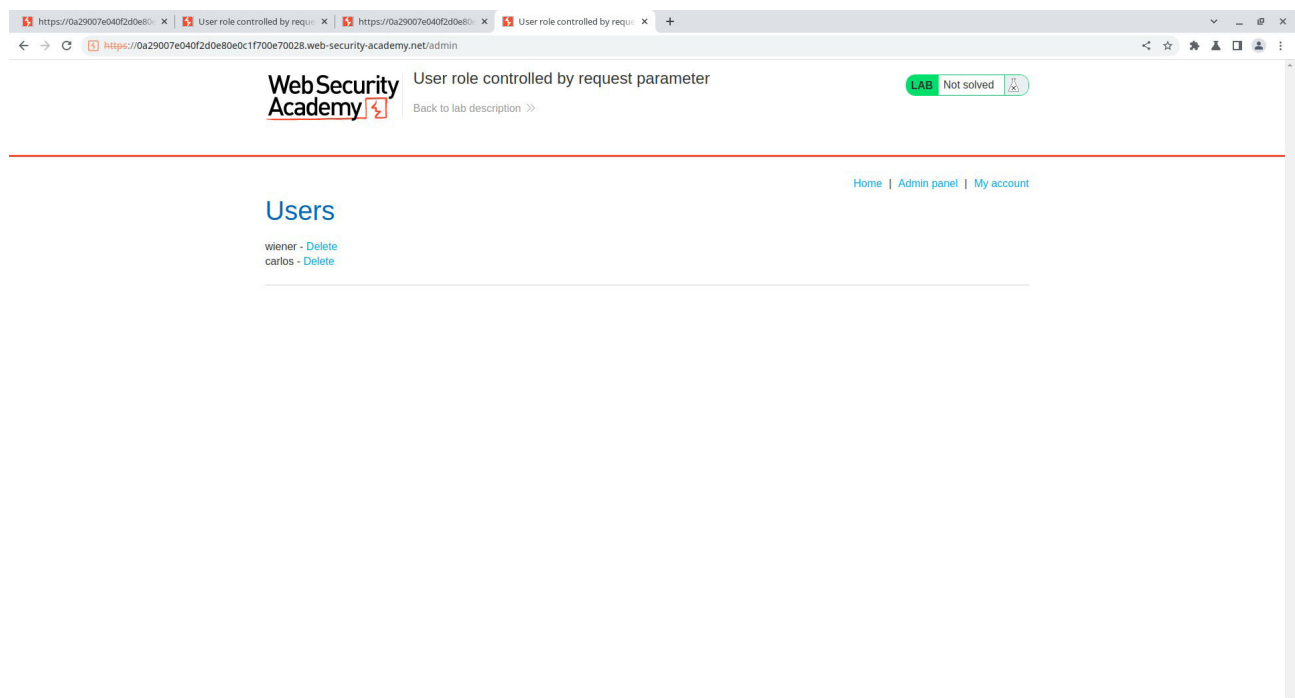 https://0a29007e040f2d0e80
User role controlled by reque
https://0a29007e040f2d0e80
User role controlled by reque
https://0a29007e040f2d0e80e0c1f700e70028.web-security-academy.net/admin
Web Security
Academy
User role controlled by request parameter
Back to lab description
LAB Not solved
Home | Admin panel | My account
Users
wiener - Delete
carlos - Delete